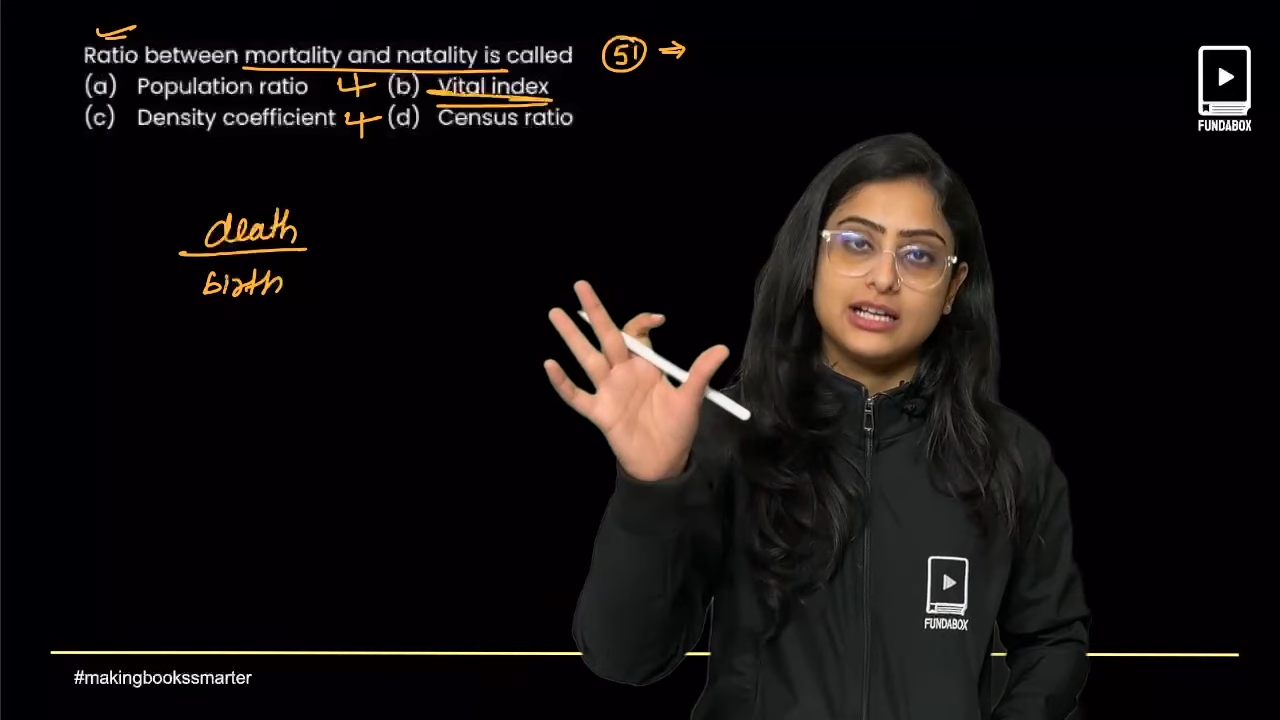 Ratio between mortality and natality is called 51 →
(a) Population ratio (b) Vital index
(c) Density coefficient (d) Census ratio
death
birth
FUNDABOX
FUNDABOX
#makingbookssmarter